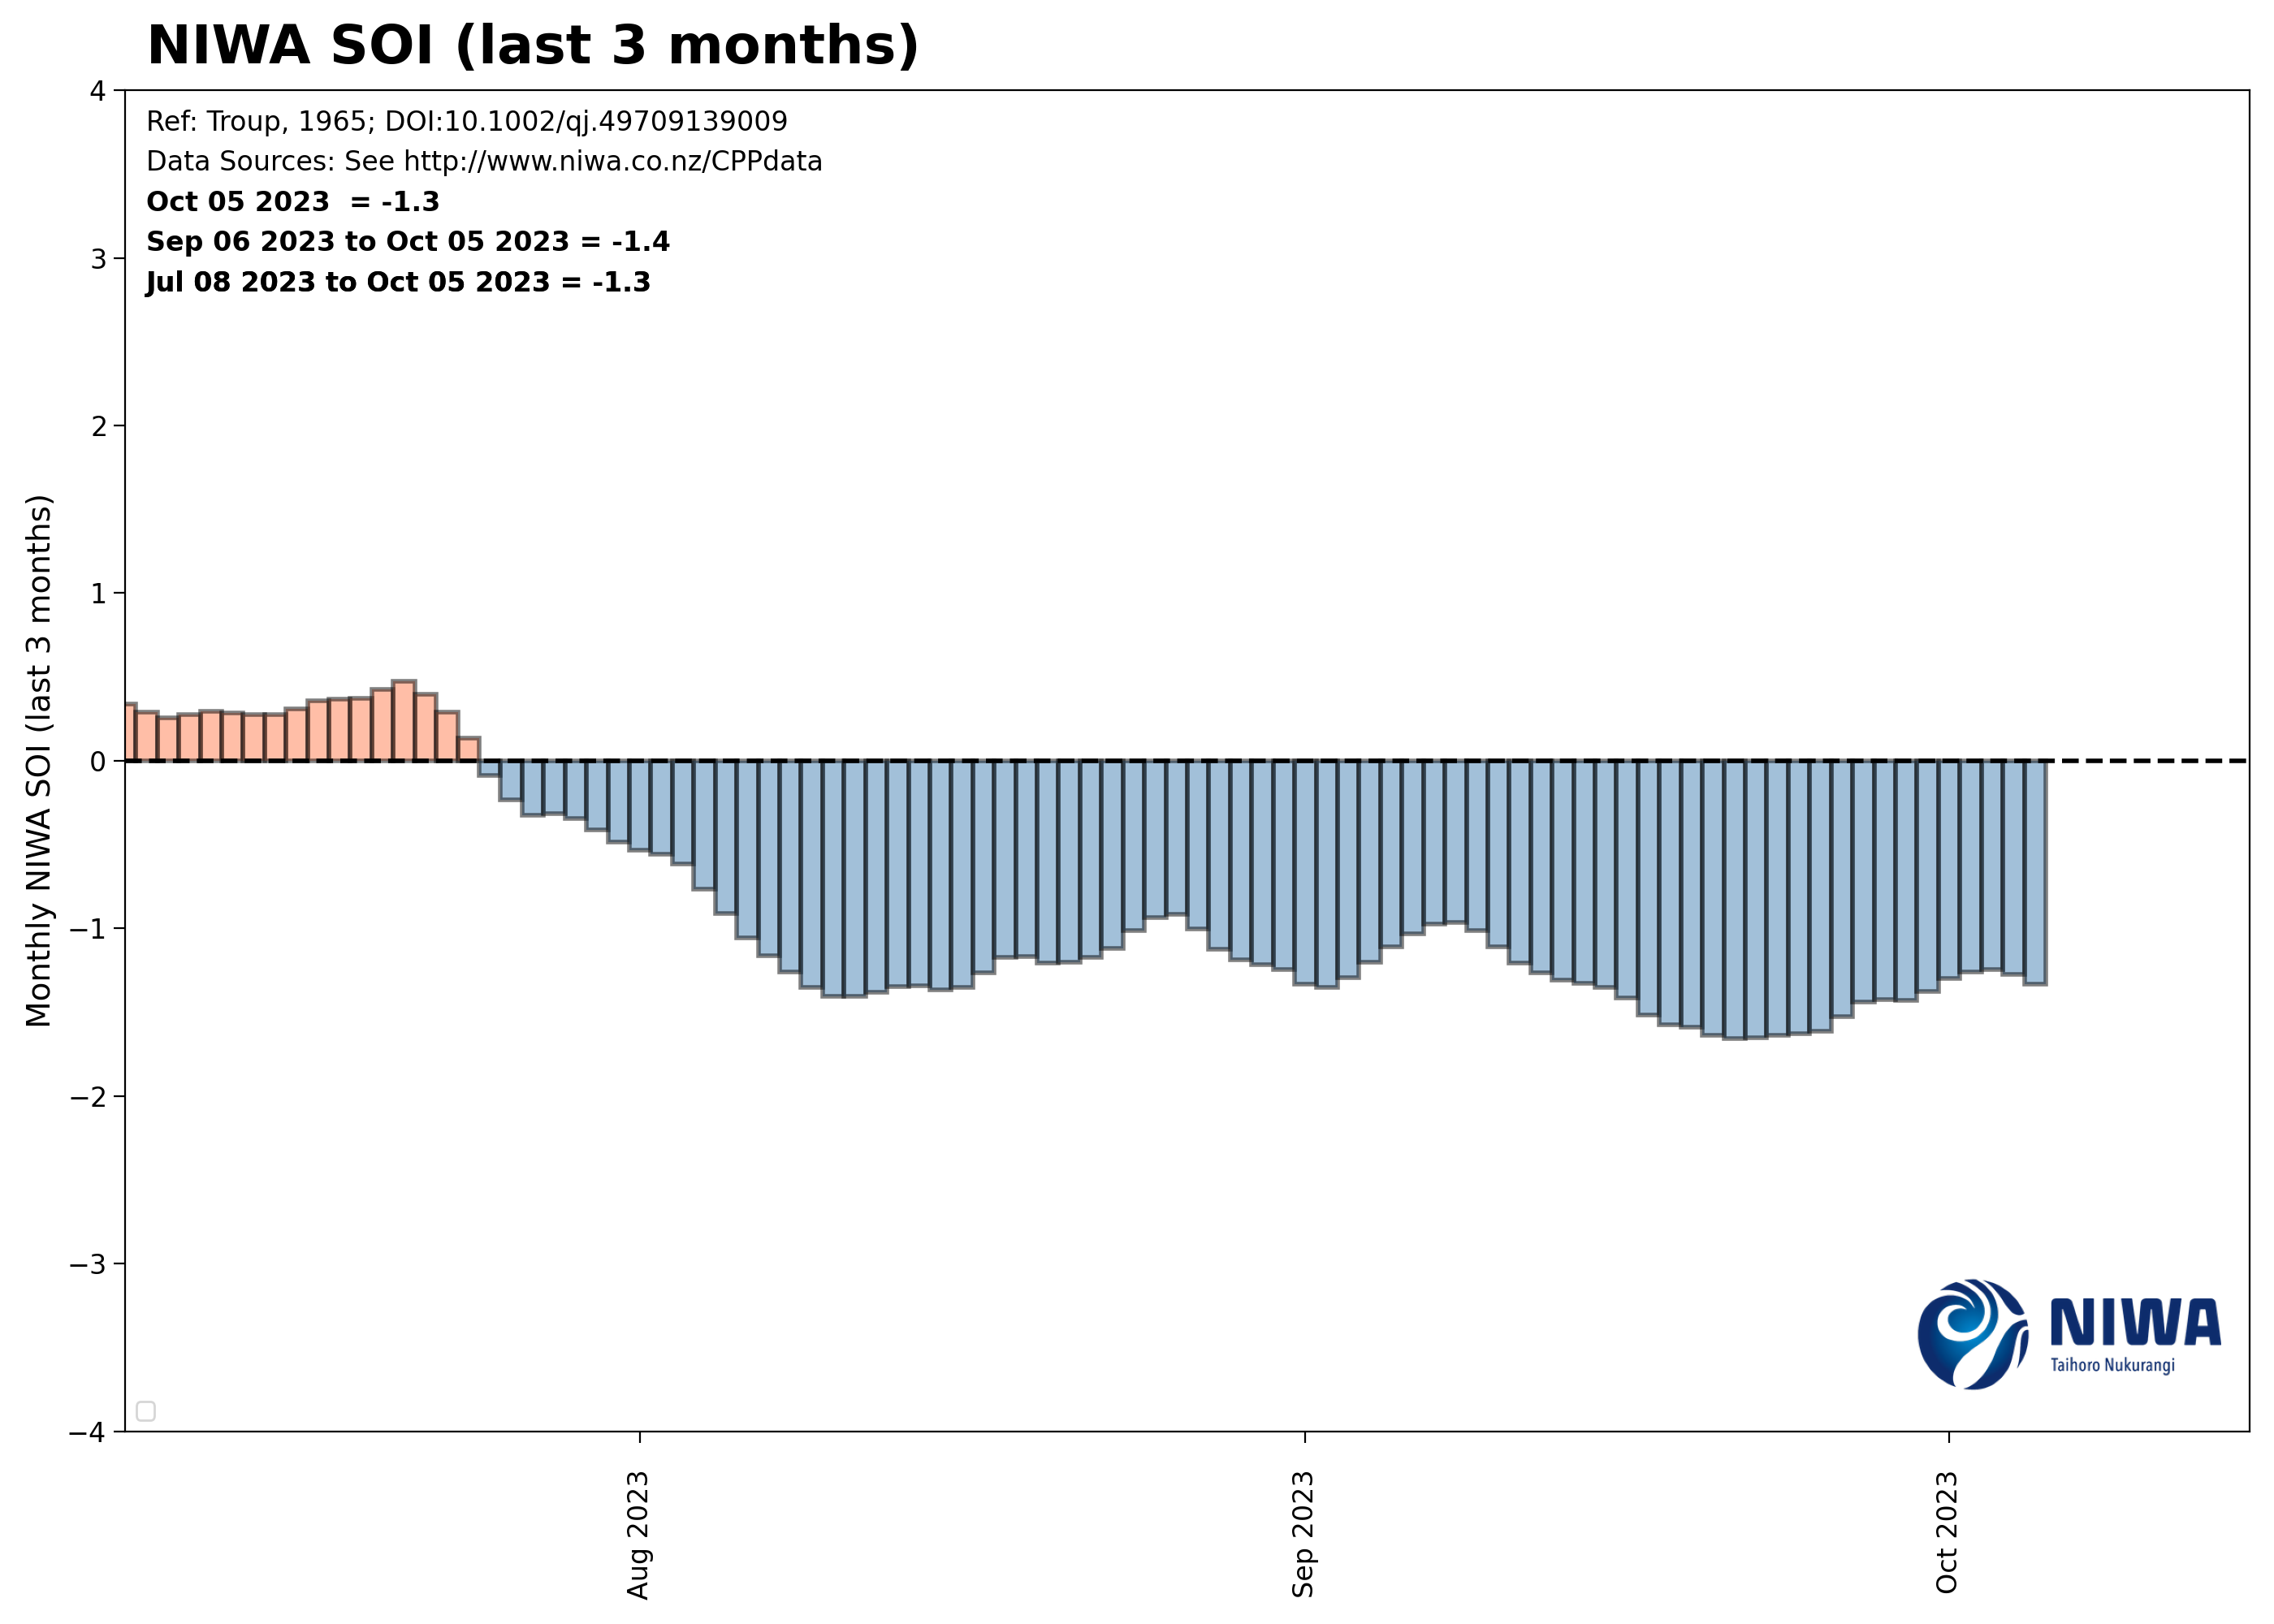 NIWA SOI (last 3 months)
Ref: Troup, 1965; DOI:10.1002/qj.49709139009
Data Sources: See http://www.niwa.co.nz/CPPdata
Oct 05 2023  = -1.3
Sep 06 2023 to Oct 05 2023 = -1.4
Jul 08 2023 to Oct 05 2023 = -1.3
Monthly NIWA SOI (last 3 months)
4
3
2
1
0
−1
−2
−3
−4
NIWA
Taihoro Nukurangi
Aug 2023
Sep 2023
Oct 2023